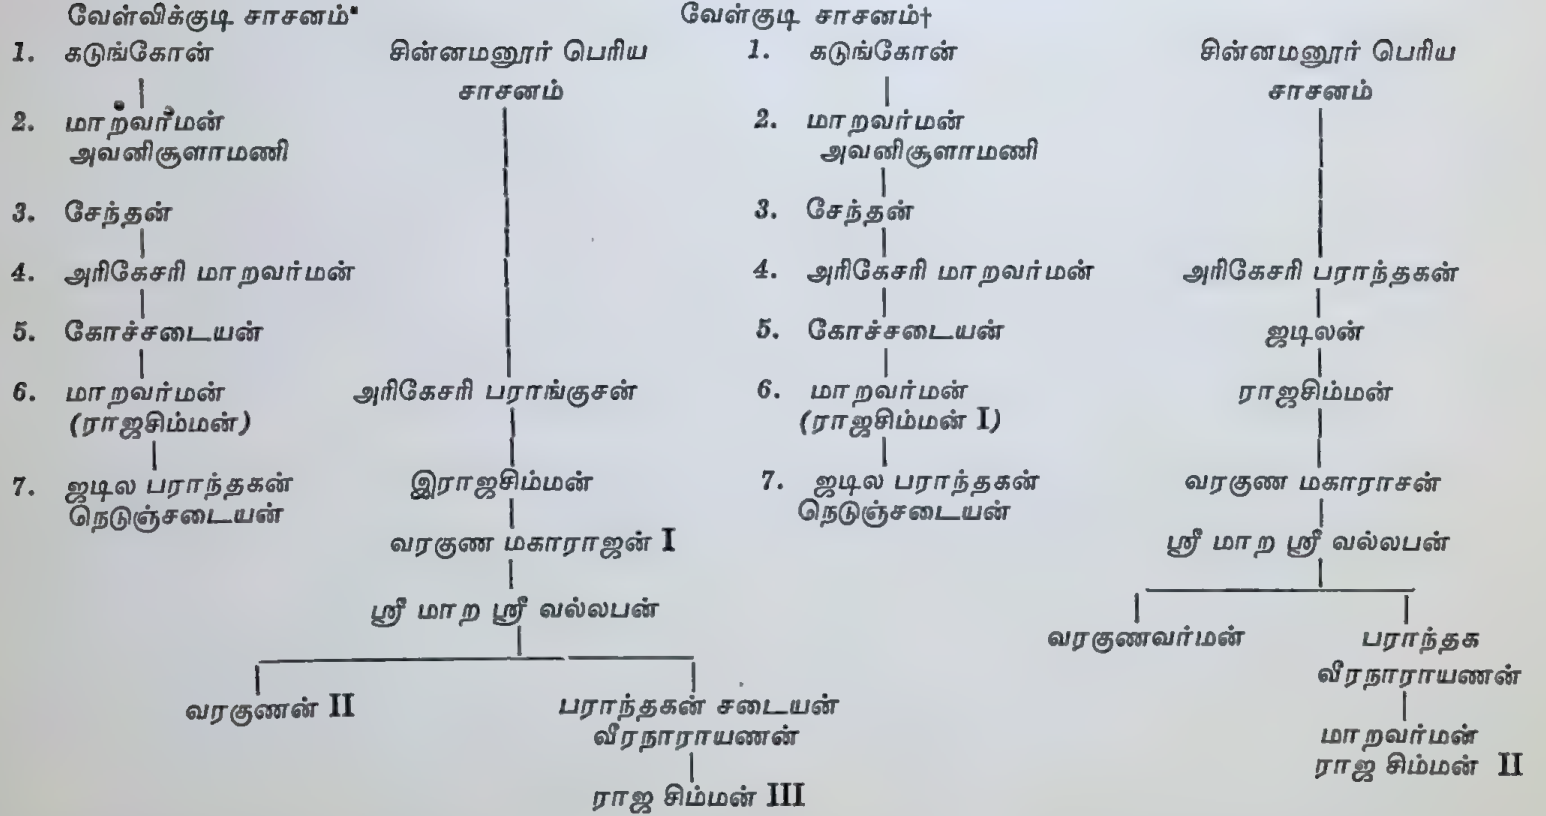 வேள்விக்குடி சாசனம்*
1. கடுங்கோன்
சின்னமனூர் பெரிய
சாசனம்
2. மாறவர்மன்
அவனிசூளாமணி
3. சேந்தன்
4. அரிகேசரி மாறவர்மன்
5. கோச்சடையன்
6. மாறவர்மன்
(ராஜசிம்மன்)
அரிகேசரி பராங்குசன்
7. ஜடில பராந்தகன்
நெடுஞ்சடையன்
இராஜசிம்மன்
வரகுண மகாராஜன் I
ஸ்ரீ மாற ஸ்ரீ வல்லபன்
வரகுணன் II
பராந்தகன் சடையன்
வீரநாராயணன்
ராஜ சிம்மன் III
வேள்குடி சாசனம்†
1. கடுங்கோன்
சின்னமனூர் பெரிய
சாசனம்
2. மாறவர்மன்
அவனிசூளாமணி
3. சேந்தன்
4. அரிகேசரி மாறவர்மன்
அரிகேசரி பராந்தகன்
5. கோச்சடையன்
ஜடிலன்
6. மாறவர்மன்
(ராஜசிம்மன் I)
ராஜசிம்மன்
7. ஜடில பராந்தகன்
நெடுஞ்சடையன்
வரகுண மகாராசன்
ஸ்ரீ மாற ஸ்ரீ வல்லபன்
வரகுணவர்மன்
பராந்தக
வீரநாராயணன்
மாறவர்மன்
ராஜ சிம்மன் II